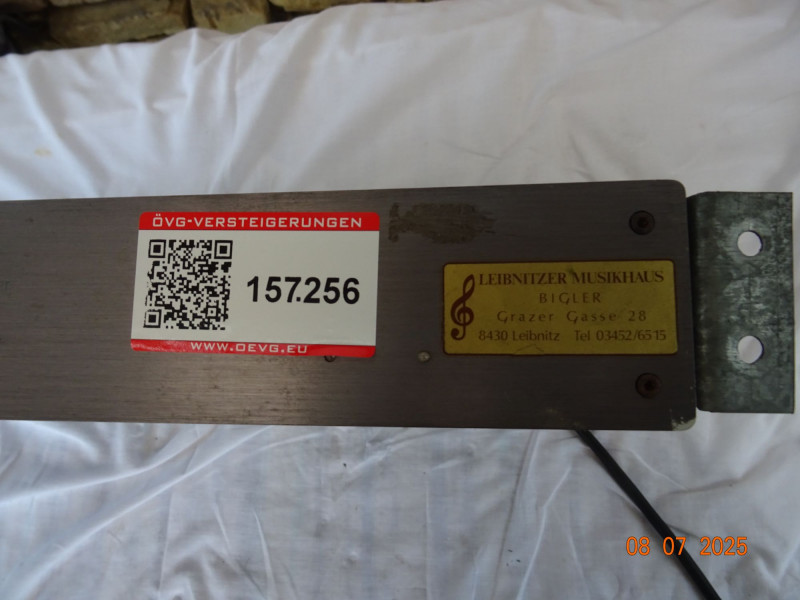 ÖVG-VERSTEIGERUNGEN
157.256
WWW.OEVG.EU
LEIBNITZER MUSIKHAUS
BIGLER
Grazer Gasse 28
8430 Leibnitz Tel 03452/6515
08 07 2025